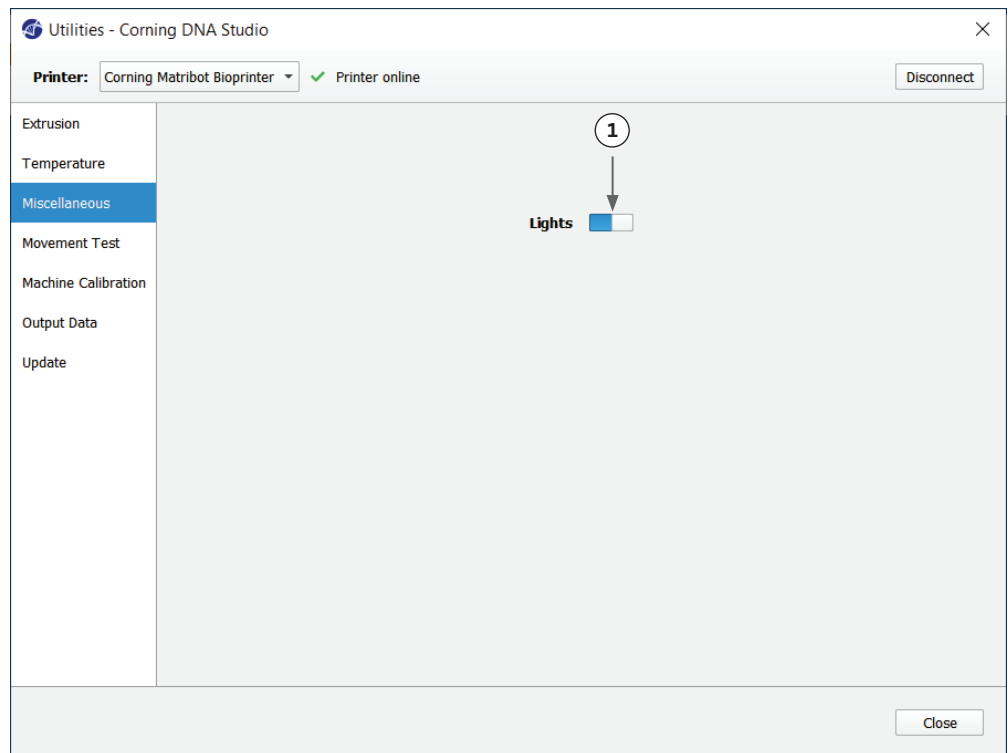 Utilities - Corning DNA Studio
Printer: Corning Matribot Bioprinter Printer online Disconnect
Extrusion
1
Temperature
Miscellaneous
Lights
Movement Test
Machine Calibration
Output Data
Update
Close